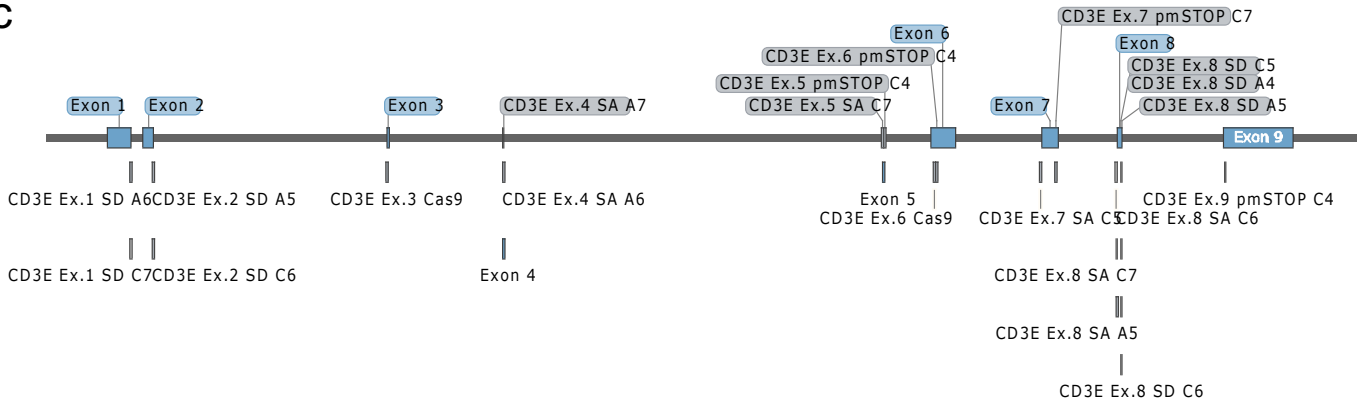 C
CD3E Ex.7 pmSTOP C7
Exon 6
Exon 8
CD3E Ex.6 pmSTOP C4
CD3E Ex.8 SD C5
CD3E Ex.5 pmSTOP C4
CD3E Ex.8 SD A4
Exon 1
Exon 2
Exon 3
CD3E Ex.4 SA A7
CD3E Ex.5 SA C7
Exon 7
CD3E Ex.8 SD A5
Exon 9
CD3E Ex.1 SD A6
CD3E Ex.2 SD A5
CD3E Ex.3 Cas9
CD3E Ex.4 SA A6
Exon 5
CD3E Ex.9 pmSTOP C4
CD3E Ex.6 Cas9
CD3E Ex.7 SA C5
CD3E Ex.8 SA C6
CD3E Ex.1 SD C7
CD3E Ex.2 SD C6
Exon 4
CD3E Ex.8 SA C7
CD3E Ex.8 SA A5
CD3E Ex.8 SD C6